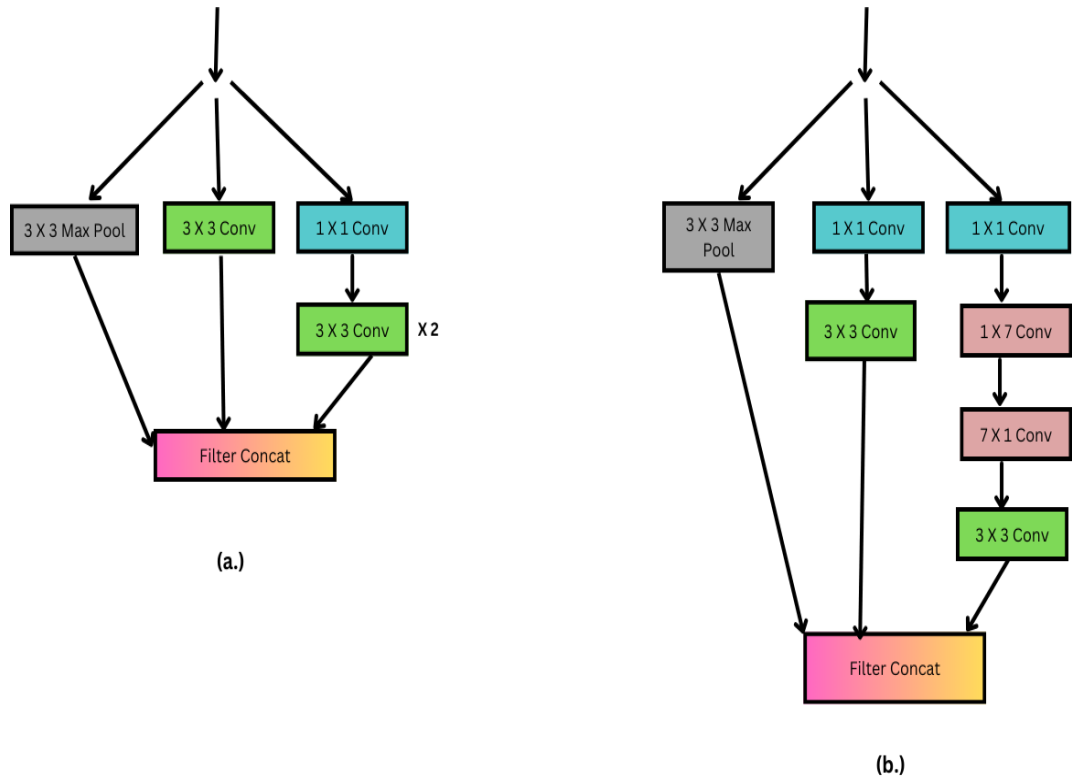 3 X 3 Max Pool
3 X 3 Conv
1 X 1 Conv
3 X 3 Conv
X 2
Filter Concat
(a.)
3 X 3 Max
Pool
1 X 1 Conv
1 X 1 Conv
3 X 3 Conv
1 X 7 Conv
7 X 1 Conv
3 X 3 Conv
Filter Concat
(b.)